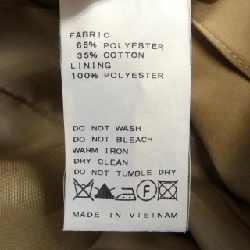 FABRIC
65% POLYESTER
35% COTTON
LINING
100% POLYESTER
DO NOT WASH
DO NOT BLEACH
WARM IRON
DRY CLEAN
DO NOT TUMBLE DRY
F
MADE IN VIETNAM